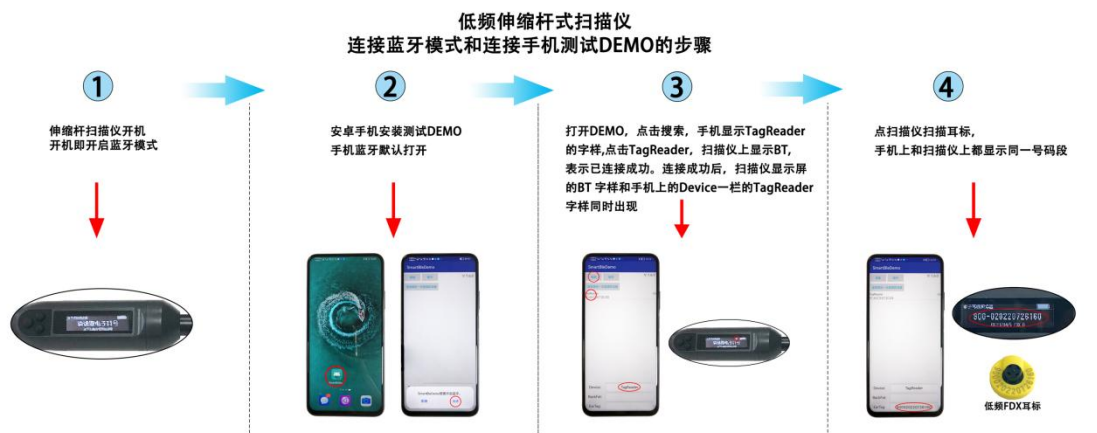 低频伸缩杆式扫描仪
连接蓝牙模式和连接手机测试DEMO的步骤
1
伸缩杆扫描仪开机
开机即开启蓝牙模式
2
安卓手机安装测试DEMO
手机蓝牙默认打开
3
打开DEMO，点击搜索，手机显示TagReader
的字样,点击TagReader，扫描仪上显示BT,
表示已连接成功。连接成功后，扫描仪显示屏
的BT 字样和手机上的Device一栏的TagReader
字样同时出现
4
点扫描仪扫描耳标，
手机上和扫描仪上都显示同一号码段
SmartBleDemo
SmartBleDemo
Device
TagReader
EarTag
SmartBleDemo
Device
TagReader
EarTag
低频FDX耳标